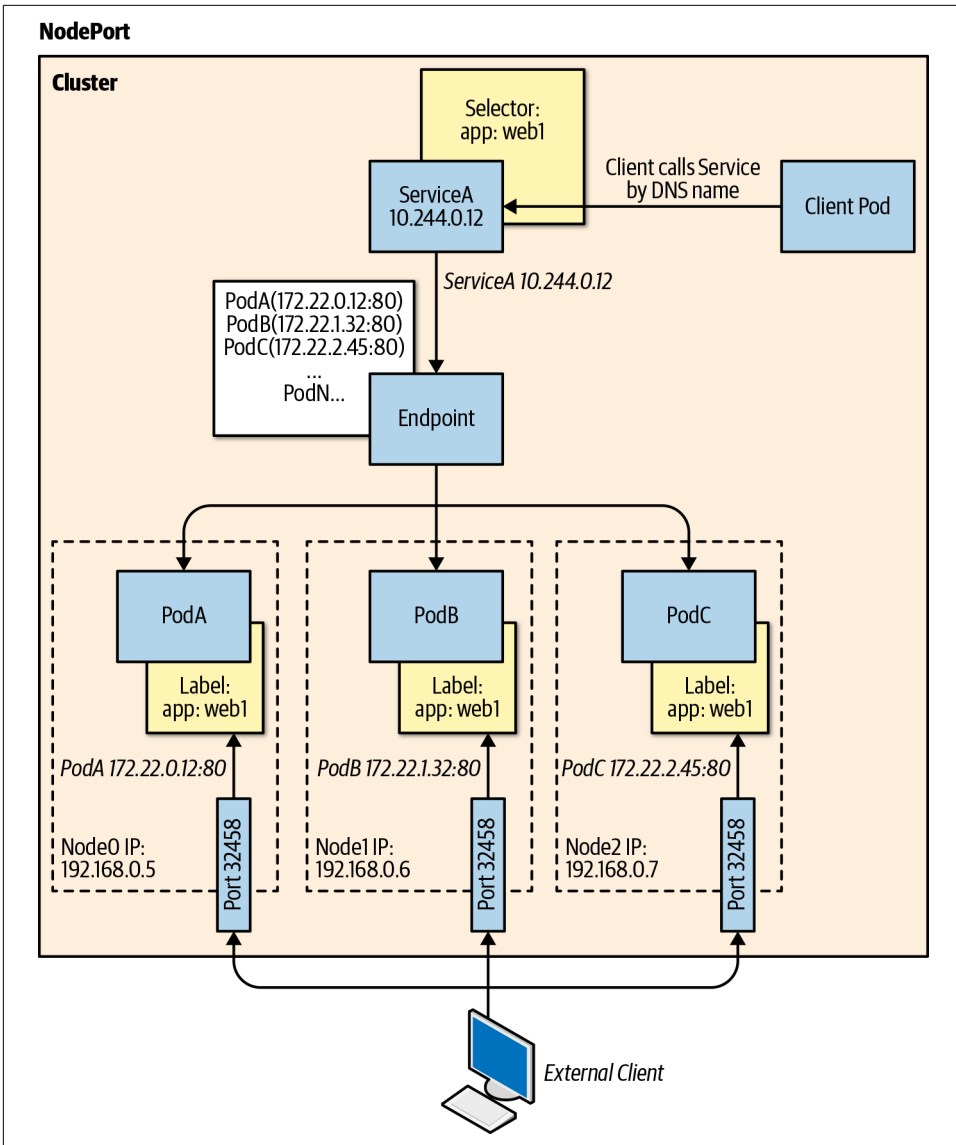 NodePort
Cluster
Selector:
app: web1
ServiceA
10.244.0.12
Client calls Service
by DNS name
Client Pod
ServiceA 10.244.0.12
PodA(172.22.0.12:80)
PodB(172.22.1.32:80)
PodC(172.22.2.45:80)
...
PodN...
Endpoint
PodA
Label:
app: web1
PodA 172.22.0.12:80
Node0 IP:
192.168.0.5
Port 32458
PodB
Label:
app: web1
PodB 172.22.1.32:80
Node1 IP:
192.168.0.6
Port 32458
PodC
Label:
app: web1
PodC 172.22.2.45:80
Node2 IP:
192.168.0.7
Port 32458
External Client